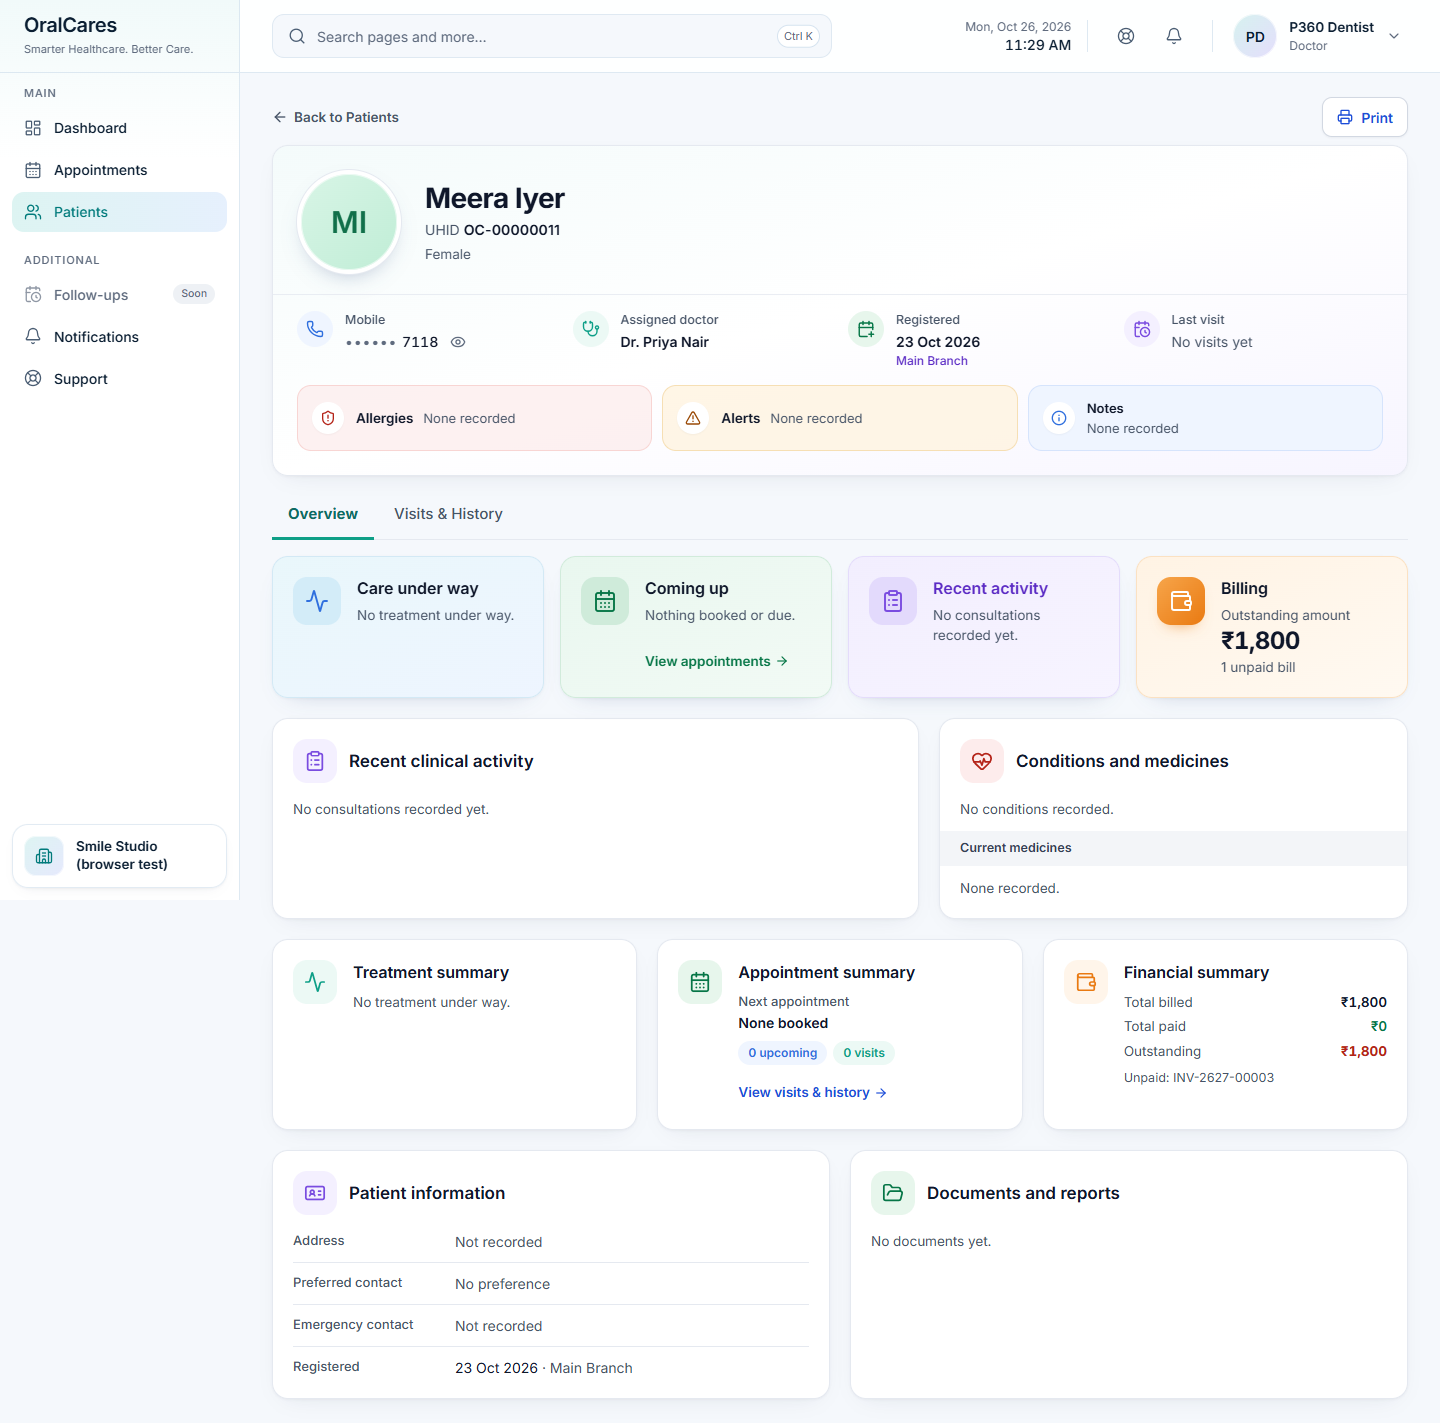 OralCares
Smarter Healthcare. Better Care.
Search pages and more...
Ctrl K
Mon, Oct 26, 2026
11:29 AM
PD
P360 Dentist
Doctor
MAIN
Dashboard
Appointments
Patients
ADDITIONAL
Follow-ups
Soon
Notifications
Support
Smile Studio
(browser test)
Back to Patients
Print
MI
Meera Iyer
UHID OC-00000011
Female
Mobile
•••••• 7118
Assigned doctor
Dr. Priya Nair
Registered
23 Oct 2026
Main Branch
Last visit
No visits yet
Allergies None recorded
Alerts None recorded
Notes
None recorded
Overview
Visits & History
Care under way
No treatment under way.
Coming up
Nothing booked or due.
View appointments →
Recent activity
No consultations
recorded yet.
Billing
Outstanding amount
₹1,800
1 unpaid bill
Recent clinical activity
No consultations recorded yet.
Conditions and medicines
No conditions recorded.
Current medicines
None recorded.
Treatment summary
No treatment under way.
Appointment summary
Next appointment
None booked
0 upcoming
0 visits
View visits & history →
Financial summary
Total billed ₹1,800
Total paid ₹0
Outstanding ₹1,800
Unpaid: INV-2627-00003
Patient information
Address Not recorded
Preferred contact No preference
Emergency contact Not recorded
Registered 23 Oct 2026 · Main Branch
Documents and reports
No documents yet.